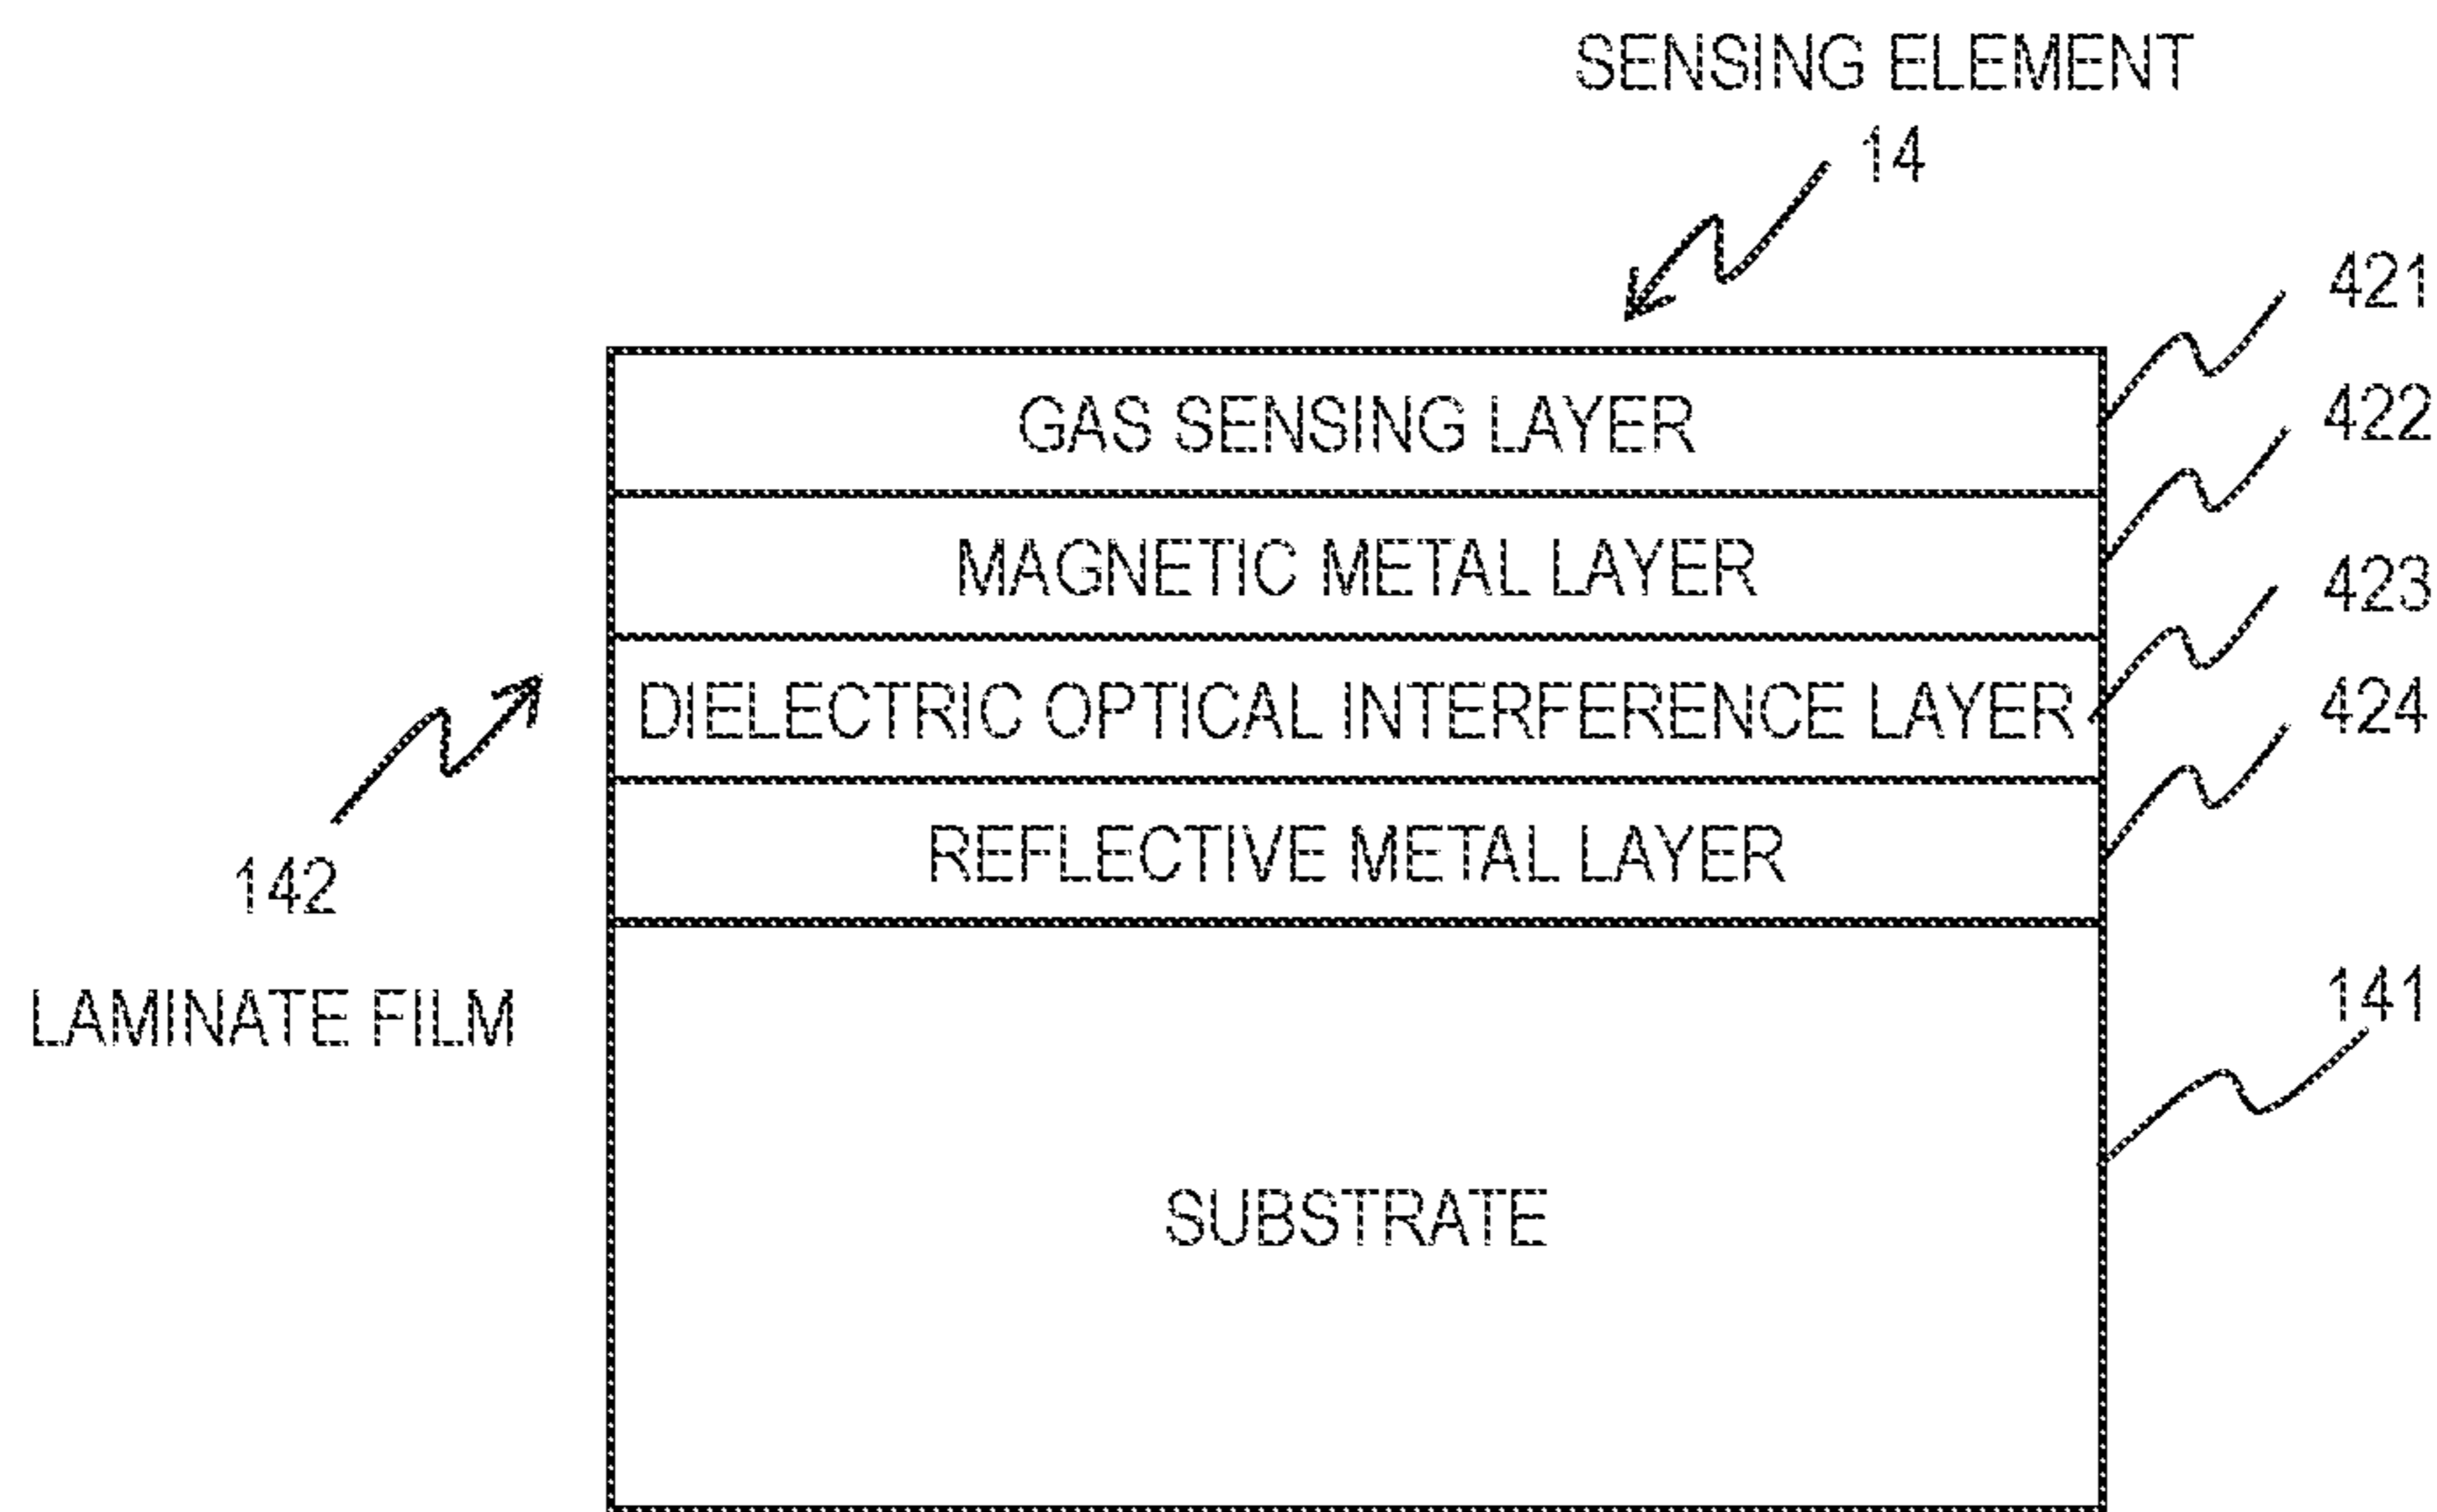 SENSING ELEMENT
14
421
GAS SENSING LAYER
422
MAGNETIC METAL LAYER
423
DIELECTRIC OPTICAL INTERFERENCE LAYER
424
REFLECTIVE METAL LAYER
142
LAMINATE FILM
141
SUBSTRATE